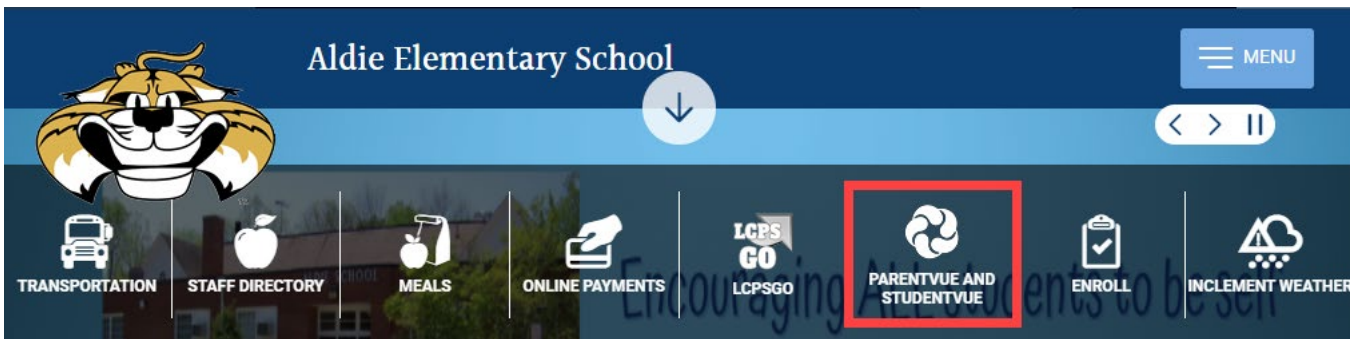 Aldie Elementary School
MENU
TRANSPORTATION
STAFF DIRECTORY
MEALS
ONLINE PAYMENTS
LCPS
GO
LCPSGO
PARENTVUE AND
STUDENTVUE
ENROLL
INCLEMENT WEATHER
SCHOOL
Encouraging ALL students to be self